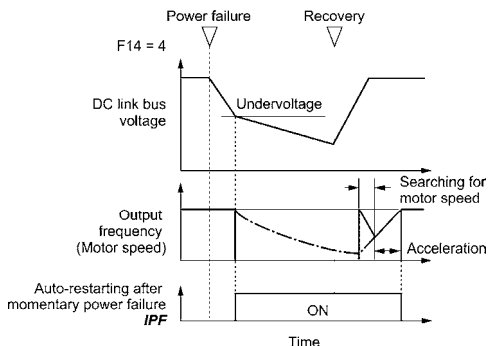 Power failure
Recovery
F14 = 4
DC link bus
voltage
Undervoltage
Searching for
motor speed
Output
frequency
(Motor speed)
Acceleration
Auto-restarting after
momentary power failure
IPF
ON
Time